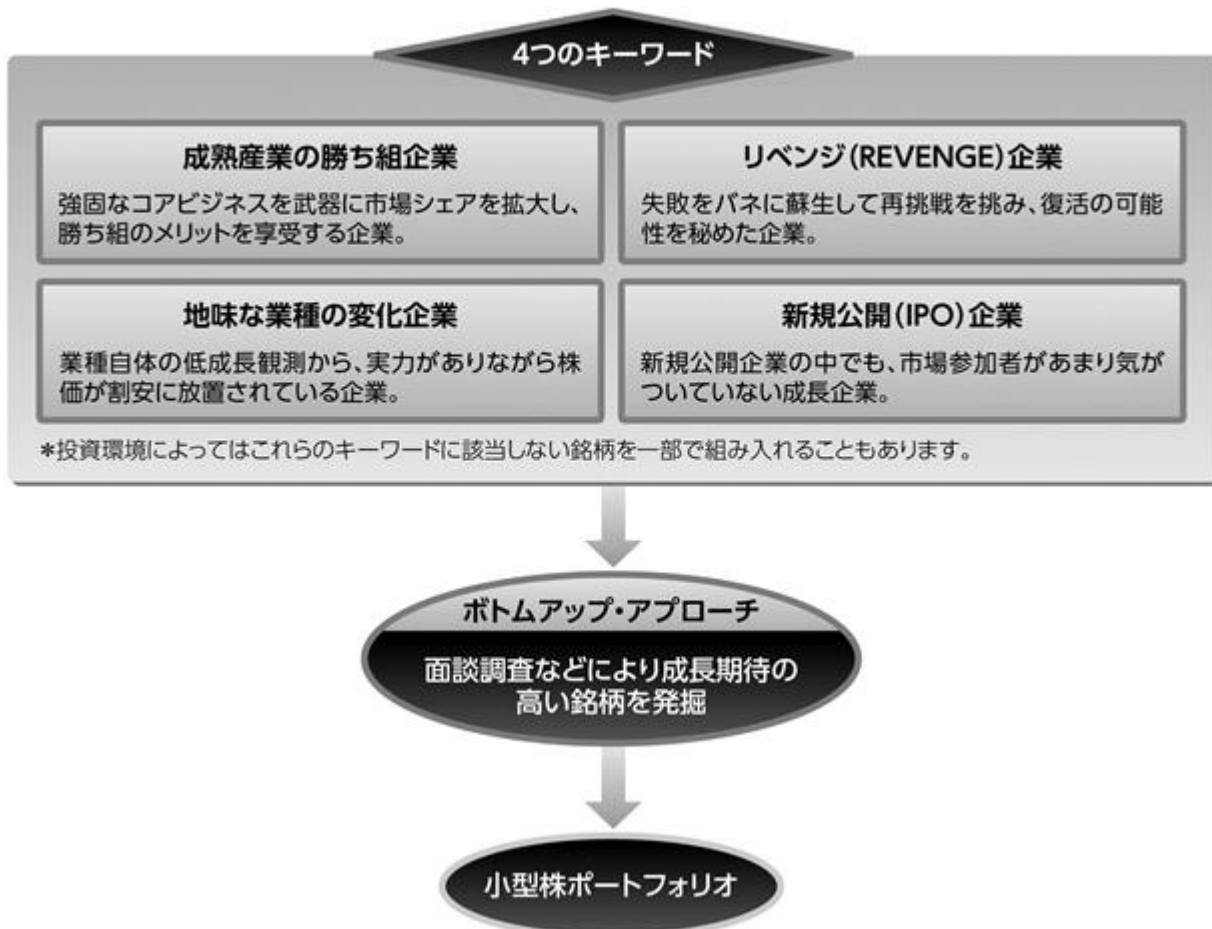 4つのキーワード
成熟産業の勝ち組企業
強固なコアビジネスを武器に市場シェアを拡大し、
勝ち組のメリットを享受する企業。
リベンジ(REVENGE)企業
失敗をバネに蘇生して再挑戦を挑み、復活の可能
性を秘めた企業。
地味な業種の変化企業
業種自体の低成長観測から、実力がありながら株
価が割安に放置されている企業。
新規公開(IPO)企業
新規公開企業の中でも、市場参加者があまり気が
ついていない成長企業。
*投資環境によってはこれらのキーワードに該当しない銘柄を一部で組み入れることもあります。
ボトムアップ・アプローチ
面談調査などにより成長期待の
高い銘柄を発掘
小型株ポートフォリオ